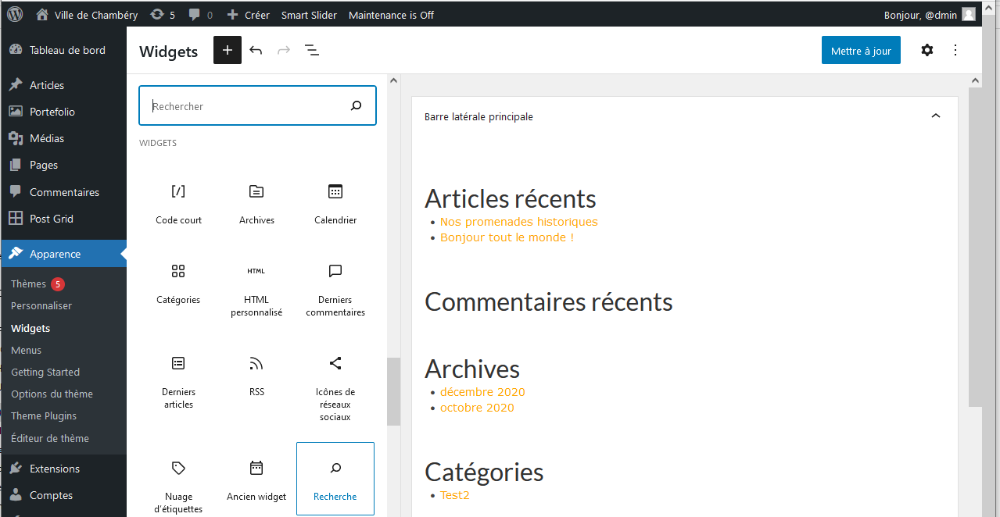 Ville de Chambéry 5 0 Créer Smart Slider Maintenance is Off Bonjour, @dmin
Tableau de bord
Articles
Portefolio
Médias
Pages
Commentaires
Post Grid
Apparence
Thèmes 5
Personnaliser
Widgets
Menus
Getting Started
Options du thème
Theme Plugins
Éditeur de thème
Extensions
Comptes
Widgets
Mettre à jour
Rechercher
WIDGETS
[/]
Code court
Archives
Calendrier
Catégories
HTML
HTML
personnalisé
Derniers
commentaires
Derniers
articles
RSS
Icônes de
réseaux
sociaux
Nuage
d'étiquettes
Ancien widget
Recherche
Barre latérale principale
Articles récents
• Nos promenades historiques
• Bonjour tout le monde !
Commentaires récents
Archives
• décembre 2020
• octobre 2020
Catégories
• Test2